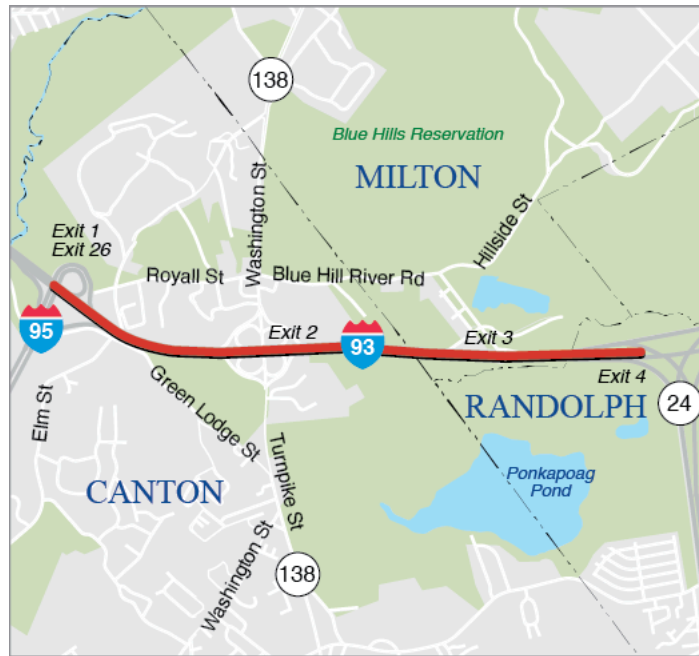 138
Blue Hills Reservation
MILTON
Hillside St
Washington St
Exit 1
Exit 26
Royall St
Blue Hill River Rd
95
Exit 2
93
Exit 3
Exit 4
Elm St
Green Lodge St
RANDOLPH
24
CANTON
Turnpike St
Ponkapoag
Pond
Washington St
138